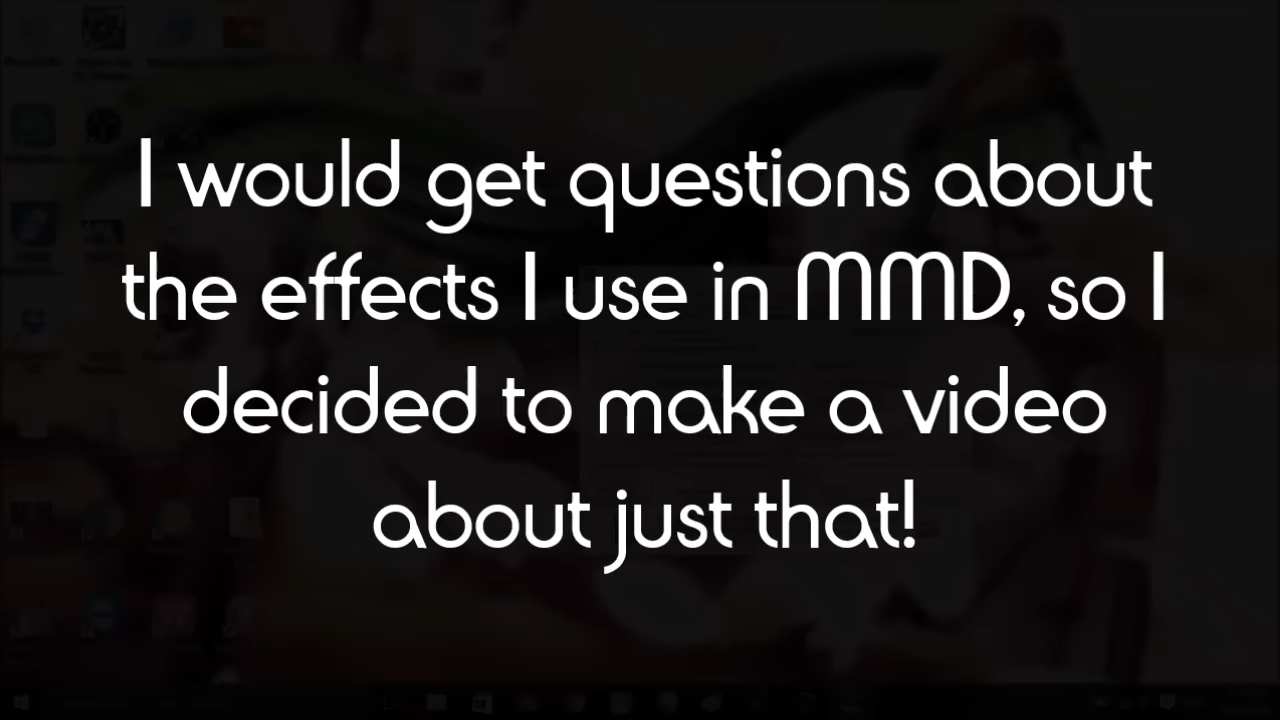 I would get questions about
the effects I use in MMD, so I
decided to make a video
about just that!